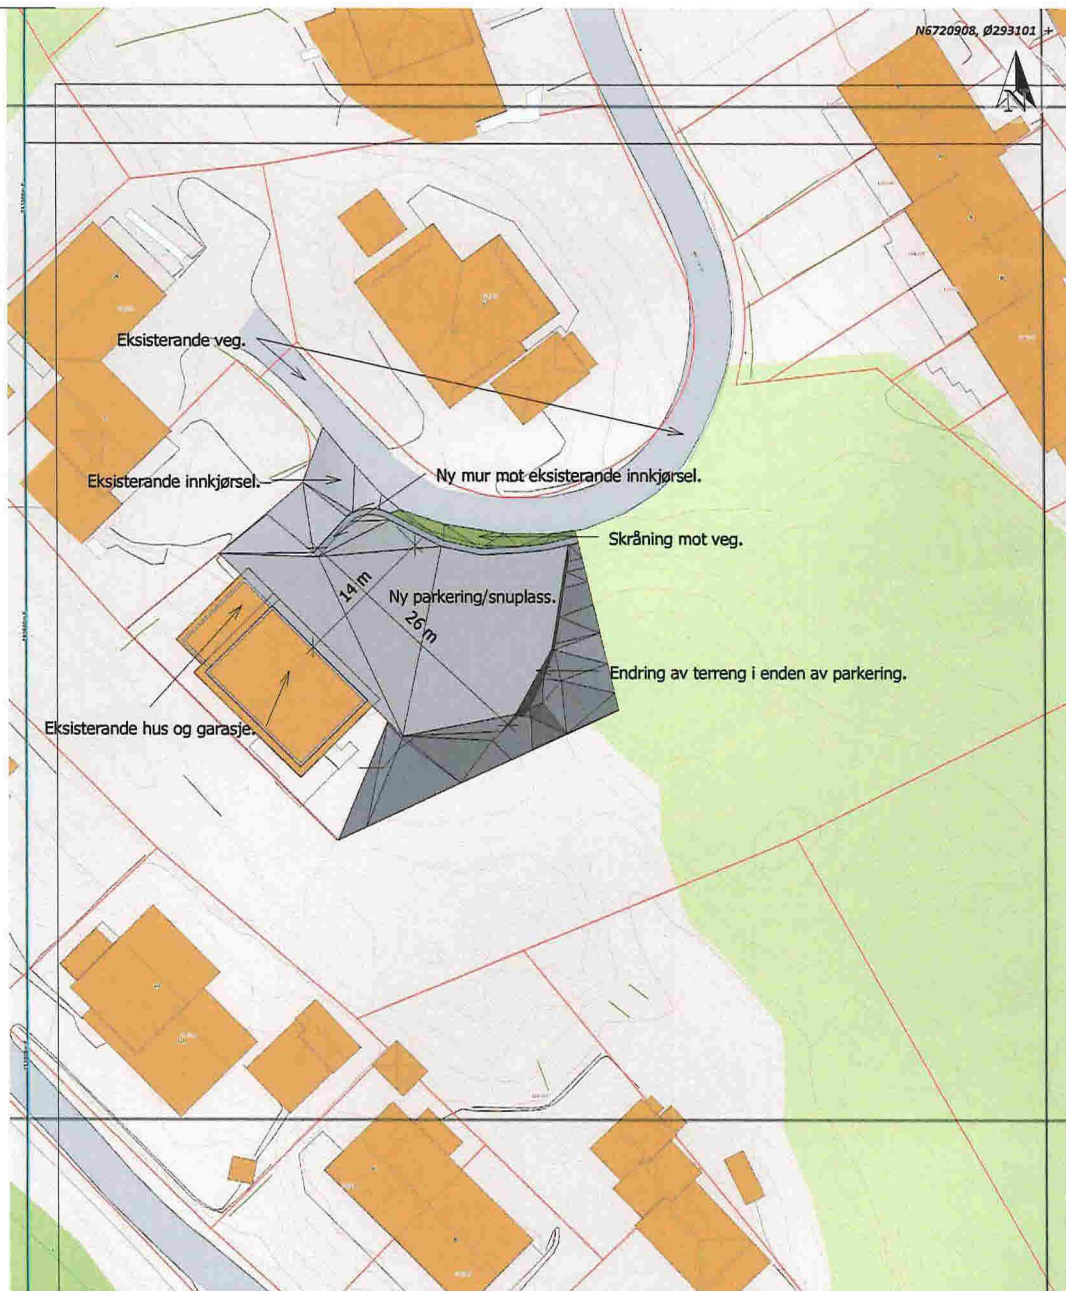 N6720908, Ø293101
N
Eksisterande veg.
Eksisterande innkjørsel.
Ny mur mot eksisterande innkjørsel.
Skråning mot veg.
14 m
Ny parkering/snuplass.
26 m
Endring av terreng i enden av parkering.
Eksisterande hus og garasje.